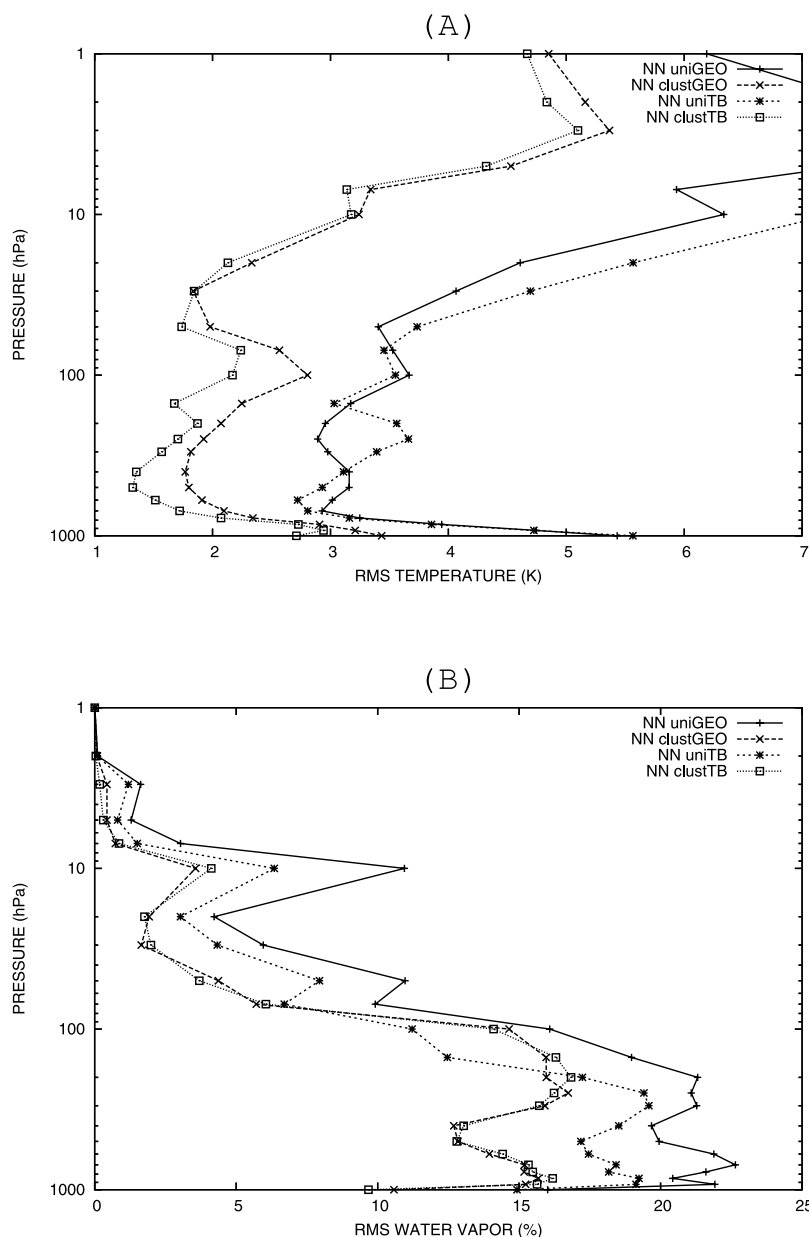 (A)
1
10
100
1000
PRESSURE (hPa)
NN uniGEO
NN clustGEO
NN uniTB
NN clustTB
1 2 3 4 5 6 7
RMS TEMPERATURE (K)
(B)
1
10
100
1000
PRESSURE (hPa)
NN uniGEO
NN clustGEO
NN uniTB
NN clustTB
0 5 10 15 20 25
RMS WATER VAPOR (%)